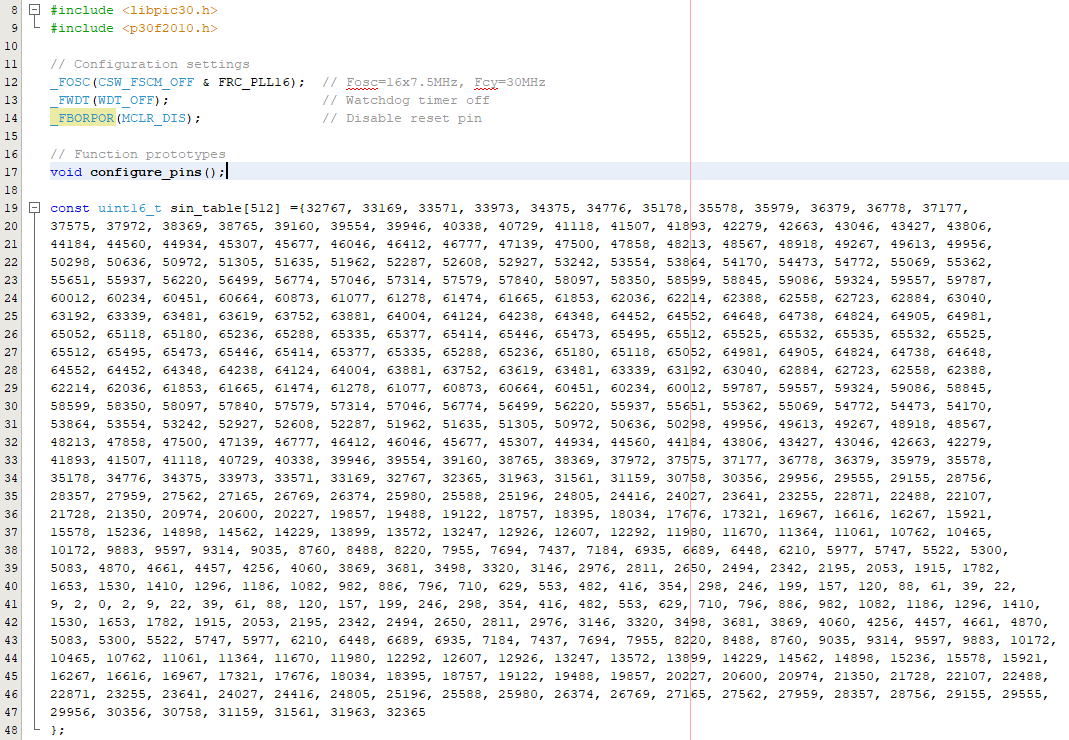 8 #include <libpic30.h>
9 #include <p30f2010.h>
10
11 // Configuration settings
12 _FOSC(CSW_FSCM_OFF & FRC_PLL16); // Fosc=16x7.5MHz, Fcy=30MHz
13 _FWDT(WDT_OFF); // Watchdog timer off
14 _FBORPOR(MCLR_DIS); // Disable reset pin
15
16 // Function prototypes
17 void configure_pins();
18
19 const uint16_t sin_table[512] ={32767, 33169, 33571, 33973, 34375, 34776, 35178, 35578, 35979, 36379, 36778, 37177,
20 37575, 37972, 38369, 38765, 39160, 39554, 39946, 40338, 40729, 41118, 41507, 41893, 42279, 42663, 43046, 43427, 43806,
21 44184, 44560, 44934, 45307, 45677, 46046, 46412, 46777, 47139, 47500, 47858, 48213, 48567, 48918, 49267, 49613, 49956,
22 50298, 50636, 50972, 51305, 51635, 51962, 52287, 52608, 52927, 53242, 53554, 53864, 54170, 54473, 54772, 55069, 55362,
23 55651, 55937, 56220, 56499, 56774, 57046, 57314, 57579, 57840, 58097, 58350, 58599, 58845, 59086, 59324, 59557, 59787,
24 60012, 60234, 60451, 60664, 60873, 61077, 61278, 61474, 61665, 61853, 62036, 62214, 62388, 62558, 62723, 62884, 63040,
25 63192, 63339, 63481, 63619, 63752, 63881, 64004, 64124, 64238, 64348, 64452, 64552, 64648, 64738, 64824, 64905, 64981,
26 65052, 65118, 65180, 65236, 65288, 65335, 65377, 65414, 65446, 65473, 65495, 65512, 65525, 65532, 65535, 65532, 65525,
27 65512, 65495, 65473, 65446, 65414, 65377, 65335, 65288, 65236, 65180, 65118, 65052, 64981, 64905, 64824, 64738, 64648,
28 64552, 64452, 64348, 64238, 64124, 64004, 63881, 63752, 63619, 63481, 63339, 63192, 63040, 62884, 62723, 62558, 62388,
29 62214, 62036, 61853, 61665, 61474, 61278, 61077, 60873, 60664, 60451, 60234, 60012, 59787, 59557, 59324, 59086, 58845,
30 58599, 58350, 58097, 57840, 57579, 57314, 57046, 56774, 56499, 56220, 55937, 55651, 55362, 55069, 54772, 54473, 54170,
31 53864, 53554, 53242, 52927, 52608, 52287, 51962, 51635, 51305, 50972, 50636, 50298, 49956, 49613, 49267, 48918, 48567,
32 48213, 47858, 47500, 47139, 46777, 46412, 46046, 45677, 45307, 44934, 44560, 44184, 43806, 43427, 43046, 42663, 42279,
33 41893, 41507, 41118, 40729, 40338, 39946, 39554, 39160, 38765, 38369, 37972, 37575, 37177, 36778, 36379, 35979, 35578,
34 35178, 34776, 34375, 33973, 33571, 33169, 32767, 32365, 31963, 31561, 31159, 30758, 30356, 29956, 29555, 29155, 28756,
35 28357, 27959, 27562, 27165, 26769, 26374, 25980, 25588, 25196, 24805, 24416, 24027, 23641, 23255, 22871, 22488, 22107,
36 21728, 21350, 20974, 20600, 20227, 19857, 19488, 19122, 18757, 18395, 18034, 17676, 17321, 16967, 16616, 16267, 15921,
37 15578, 15236, 14898, 14562, 14229, 13899, 13572, 13247, 12926, 12607, 12292, 11980, 11670, 11364, 11061, 10762, 10465,
38 10172, 9883, 9597, 9314, 9035, 8760, 8488, 8220, 7955, 7694, 7437, 7184, 6935, 6689, 6448, 6210, 5977, 5747, 5522, 5300,
39 5083, 4870, 4661, 4457, 4256, 4060, 3869, 3681, 3498, 3320, 3146, 2976, 2811, 2650, 2494, 2342, 2195, 2053, 1915, 1782,
40 1653, 1530, 1410, 1296, 1186, 1082, 982, 886, 796, 710, 629, 553, 482, 416, 354, 298, 246, 199, 157, 120, 88, 61, 39, 22,
41 9, 2, 0, 2, 9, 22, 39, 61, 88, 120, 157, 199, 246, 298, 354, 416, 482, 553, 629, 710, 796, 886, 982, 1082, 1186, 1296, 1410,
42 1530, 1653, 1782, 1915, 2053, 2195, 2342, 2494, 2650, 2811, 2976, 3146, 3320, 3498, 3681, 3869, 4060, 4256, 4457, 4661, 4870,
43 5083, 5300, 5522, 5747, 5977, 6210, 6448, 6689, 6935, 7184, 7437, 7694, 7955, 8220, 8488, 8760, 9035, 9314, 9597, 9883, 10172,
44 10465, 10762, 11061, 11364, 11670, 11980, 12292, 12607, 12926, 13247, 13572, 13899, 14229, 14562, 14898, 15236, 15578, 15921,
45 16267, 16616, 16967, 17321, 17676, 18034, 18395, 18757, 19122, 19488, 19857, 20227, 20600, 20974, 21350, 21728, 22107, 22488,
46 22871, 23255, 23641, 24027, 24416, 24805, 25196, 25588, 25980, 26374, 26769, 27165, 27562, 27959, 28357, 28756, 29155, 29555,
47 29956, 30356, 30758, 31159, 31561, 31963, 32365
48 };